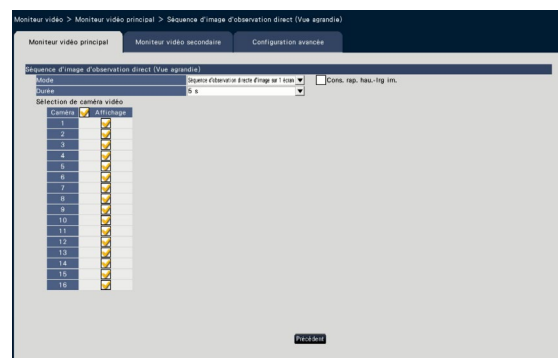 Moniteur vidéo > Moniteur vidéo principal > Séquence d'image d'observation direct (Vue agrandie)
Moniteur vidéo principal Moniteur vidéo secondaire Configuration avancée
Séquence d'image d'observation direct (Vue agrandie)
Mode Séquence d'observation directe d'image sur 1 écran Cons. rap. hau.-lrg im.
Durée 5 s
Sélection de caméra vidéo
Caméra Affichage
1
2
3
4
5
6
7
8
9
10
11
12
13
14
15
16
Précédent